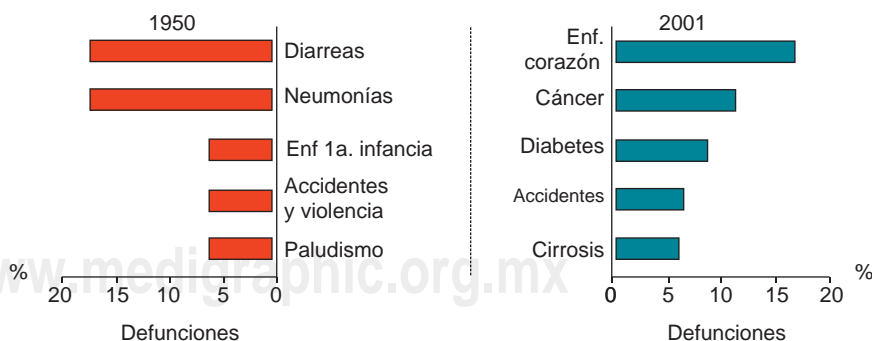 1950
Diarreas
Neumonías
Enf 1a. infancia
Accidentes
y violencia
Paludismo
%
20 15 10 5 0
Defunciones
2001
Enf.
corazón
Cáncer
Diabetes
Accidentes
Cirrosis
0 5 10 15 20
%
Defunciones
www.medigraphic.org.mx